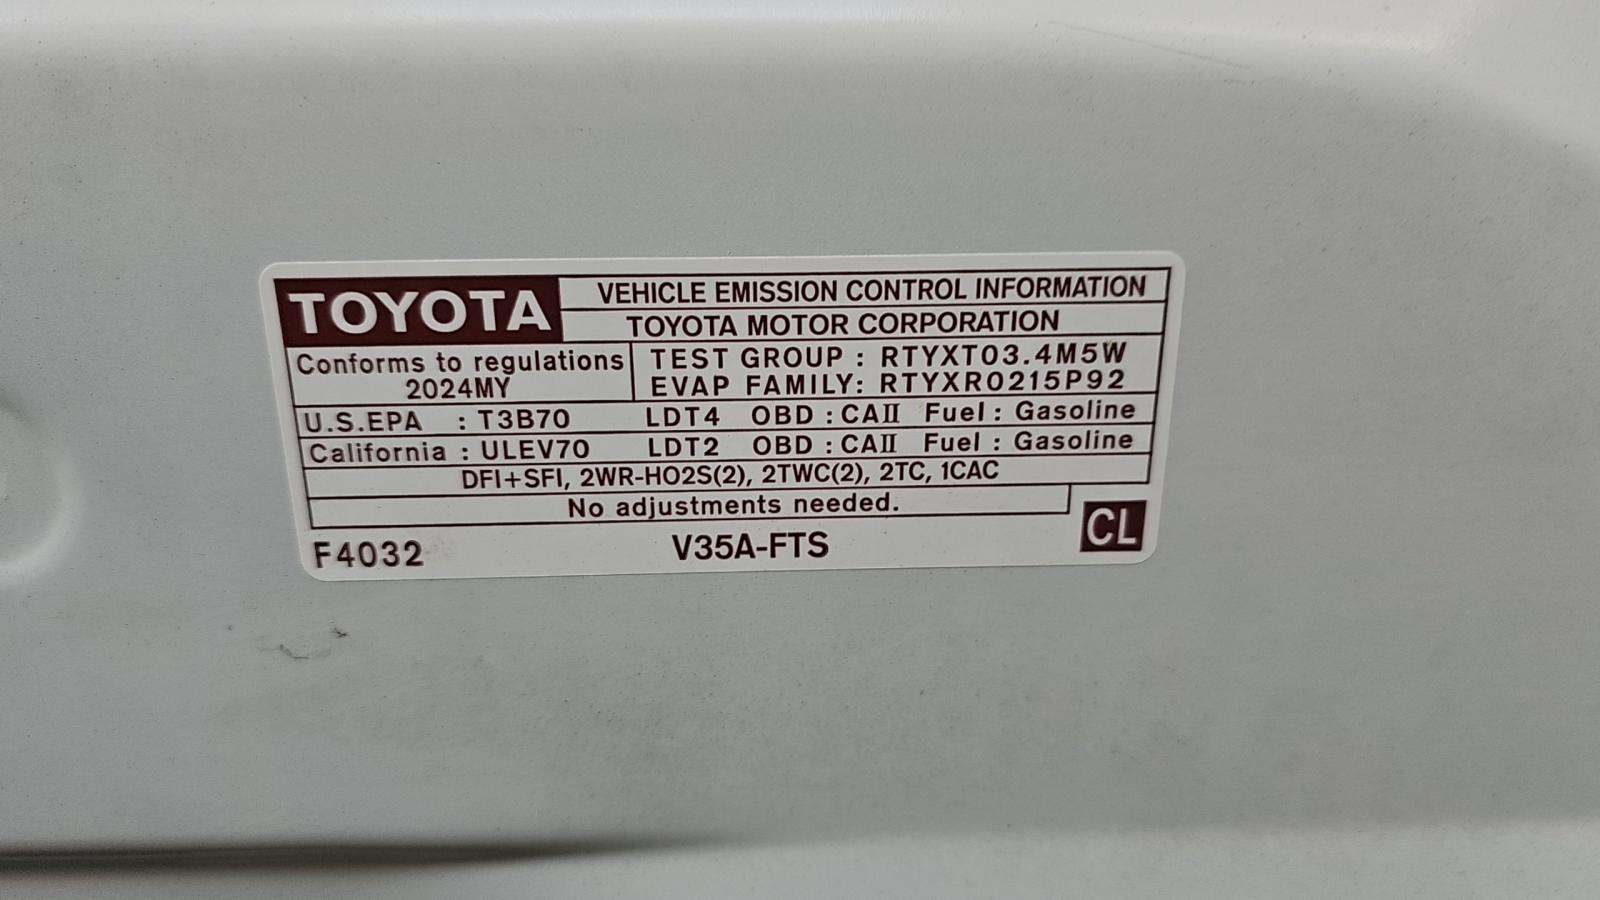 TOYOTA
VEHICLE EMISSION CONTROL INFORMATION
TOYOTA MOTOR CORPORATION
Conforms to regulations
2024MY
TEST GROUP : RTYXT03.4M5W
EVAP FAMILY: RTYXR0215P92
U.S.EPA : T3B70 LDT4 OBD : CAII Fuel : Gasoline
California : ULEV70 LDT2 OBD : CAII Fuel : Gasoline
DFI+SFI, 2WR-HO2S(2), 2TWC(2), 2TC, 1CAC
No adjustments needed.
F4032 V35A-FTS CL